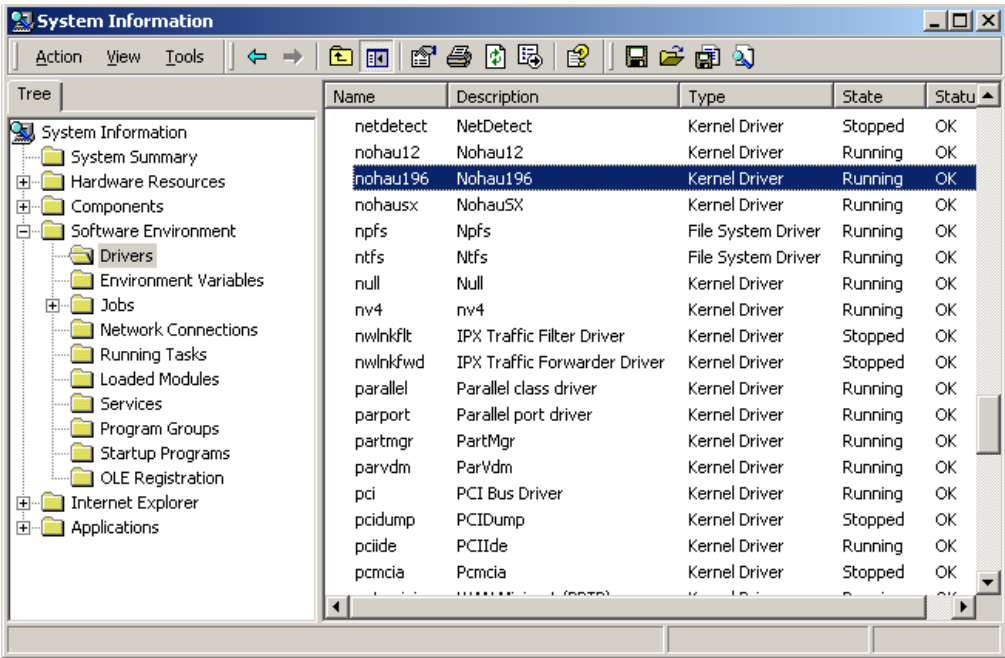 System Information
Action View Tools
Tree
System Information
System Summary
Hardware Resources
Components
Software Environment
Drivers
Environment Variables
Jobs
Network Connections
Running Tasks
Loaded Modules
Services
Program Groups
Startup Programs
OLE Registration
Internet Explorer
Applications
Name Description Type State Statu
netdetect NetDetect Kernel Driver Stopped OK
nohau12 Nohau12 Kernel Driver Running OK
nohau196 Nohau196 Kernel Driver Running OK
nohausx NohauSX Kernel Driver Running OK
npfs Npfs File System Driver Running OK
ntfs Ntfs File System Driver Running OK
null Null Kernel Driver Running OK
nv4 nv4 Kernel Driver Running OK
nwlnkflt IPX Traffic Filter Driver Kernel Driver Stopped OK
nwlnkfwd IPX Traffic Forwarder Driver Kernel Driver Stopped OK
parallel Parallel class driver Kernel Driver Running OK
parport Parallel port driver Kernel Driver Running OK
partmgr PartMgr Kernel Driver Running OK
parvdm ParVdm Kernel Driver Running OK
pci PCI Bus Driver Kernel Driver Running OK
pcidump PCIDump Kernel Driver Stopped OK
pciide PCIIde Kernel Driver Running OK
pcmcia Pcmcia Kernel Driver Stopped OK